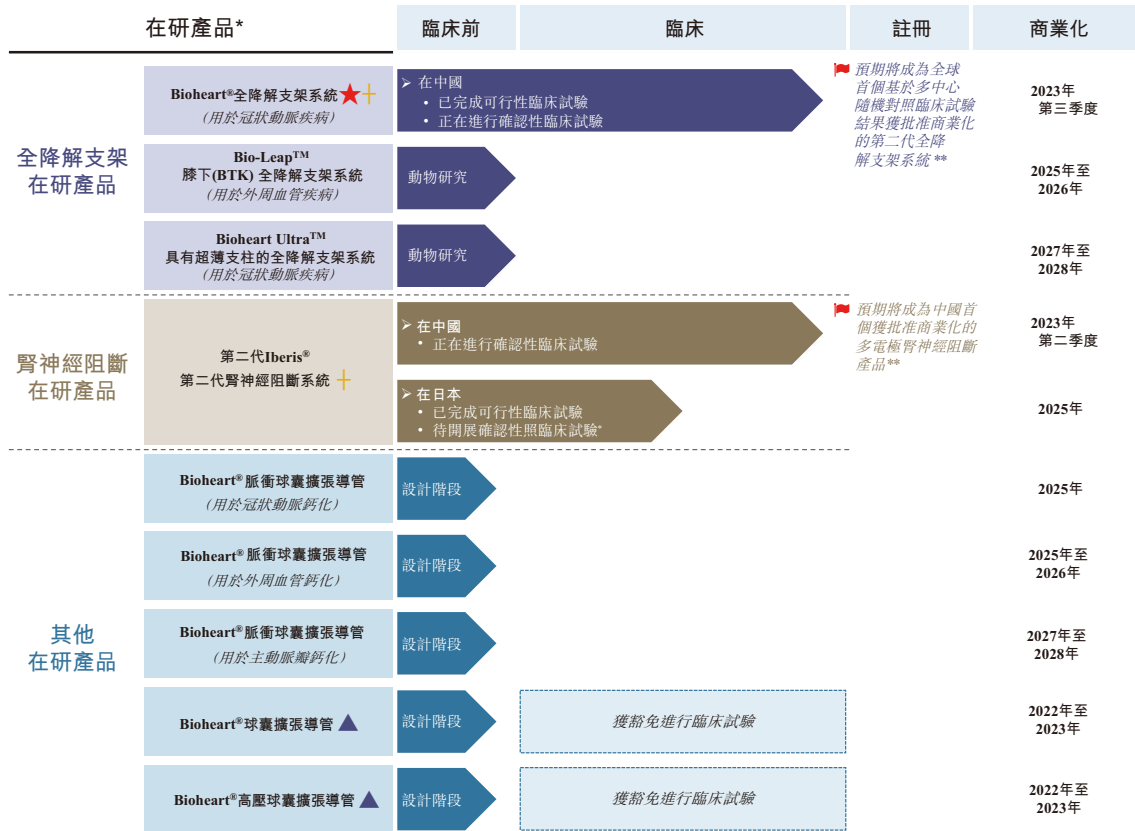 在研產品*
臨床前
臨床
註冊
商業化
全降解支架
在研產品
Bioheart®全降解支架系統
(用於冠狀動脈疾病)
➢ 在中國
• 已完成可行性臨床試驗
• 正在進行確認性臨床試驗
預期將成為全球
首個基於多中心
隨機對照臨床試驗
結果獲批准商業化
的第二代全降
解支架系統**
2023年
第三季度
Bio-Leap™
膝下(BTK) 全降解支架系統
(用於外周血管疾病)
動物研究
2025年至
2026年
Bioheart Ultra™
具有超薄支柱的全降解支架系統
(用於冠狀動脈疾病)
動物研究
2027年至
2028年
腎神經阻斷
在研產品
第二代Iberis®
第二代腎神經阻斷系統
➢ 在中國
• 正在進行確認性臨床試驗
預期將成為中國首
個獲批准商業化的
多電極腎神經阻斷
產品**
2023年
第二季度
➢ 在日本
• 已完成可行性臨床試驗
• 待開展確認性照臨床試驗*
2025年
其他
在研產品
Bioheart® 脈衝球囊擴張導管
(用於冠狀動脈鈣化)
設計階段
2025年
Bioheart® 脈衝球囊擴張導管
(用於外周血管鈣化)
設計階段
2025年至
2026年
Bioheart® 脈衝球囊擴張導管
(用於主動脈瓣鈣化)
設計階段
2027年至
2028年
Bioheart®球囊擴張導管
設計階段
獲豁免進行臨床試驗
2022年至
2023年
Bioheart®高壓球囊擴張導管
設計階段
獲豁免進行臨床試驗
2022年至
2023年